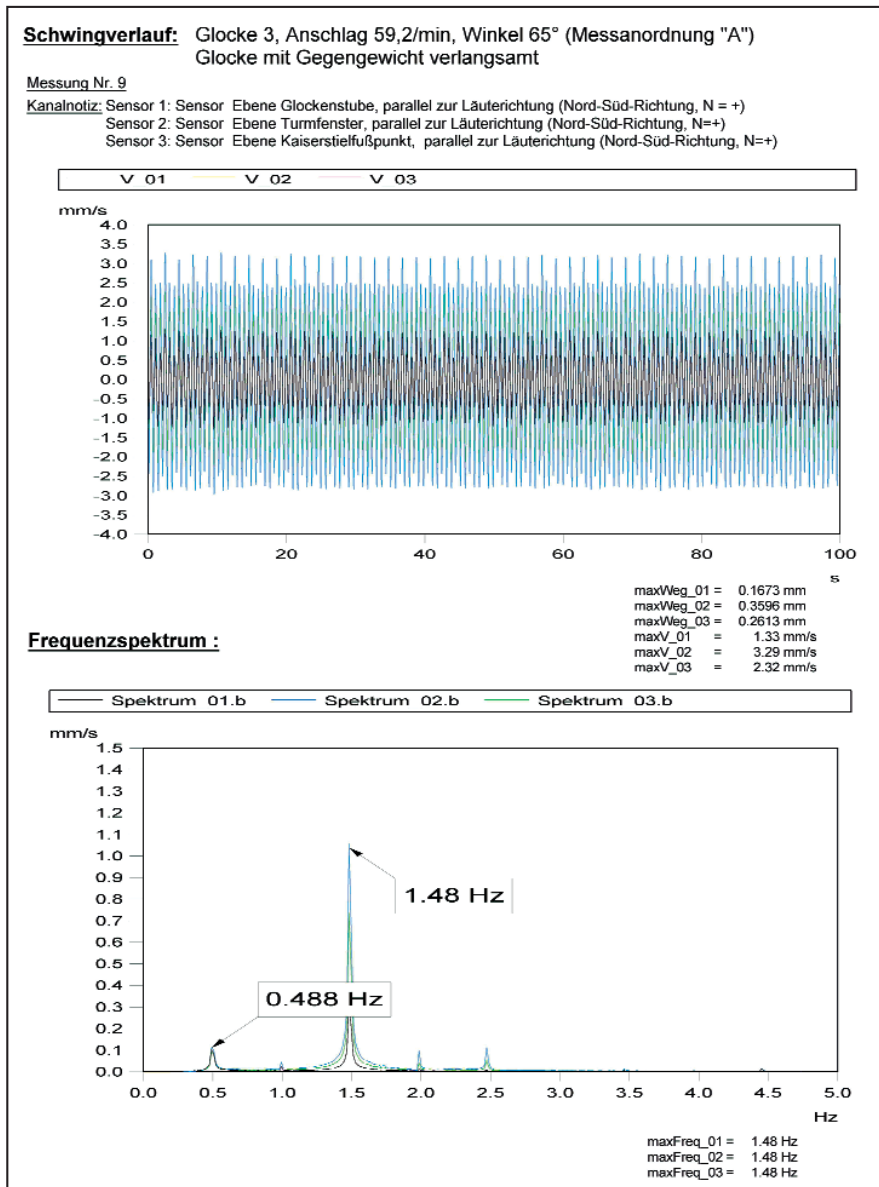 Schwingverlauf: Glocke 3, Anschlag 59,2/min, Winkel 65° (Messanordnung "A")
Glocke mit Gegengewicht verlangsamt
Messung Nr. 9
Kanalnotiz: Sensor 1: Sensor Ebene Glockenstube, parallel zur Läuterichtung (Nord-Süd-Richtung, N = +)
Sensor 2: Sensor Ebene Turmfenster, parallel zur Läuterichtung (Nord-Süd-Richtung, N=+)
Sensor 3: Sensor Ebene Kaiserstielfußpunkt, parallel zur Läuterichtung (Nord-Süd-Richtung, N=+)
V_01 V_02 V_03
mm/s
4.0
3.5
3.0
2.5
2.0
1.5
1.0
0.5
0.0
-0.5
-1.0
-1.5
-2.0
-2.5
-3.0
-3.5
-4.0
0 20 40 60 80 100
s
maxWeg_01 = 0.1673 mm
maxWeg_02 = 0.3596 mm
maxWeg_03 = 0.2613 mm
maxV_01 = 1.33 mm/s
maxV_02 = 3.29 mm/s
maxV_03 = 2.32 mm/s
Frequenzspektrum :
Spektrum_01.b Spektrum_02.b Spektrum_03.b
mm/s
1.5
1.4
1.3
1.2
1.1
1.0
0.9
0.8
0.7
0.6
0.5
0.4
0.3
0.2
0.1
0.0
1.48 Hz
0.488 Hz
0.0 0.5 1.0 1.5 2.0 2.5 3.0 3.5 4.0 4.5 5.0
Hz
maxFreq_01 = 1.48 Hz
maxFreq_02 = 1.48 Hz
maxFreq_03 = 1.48 Hz